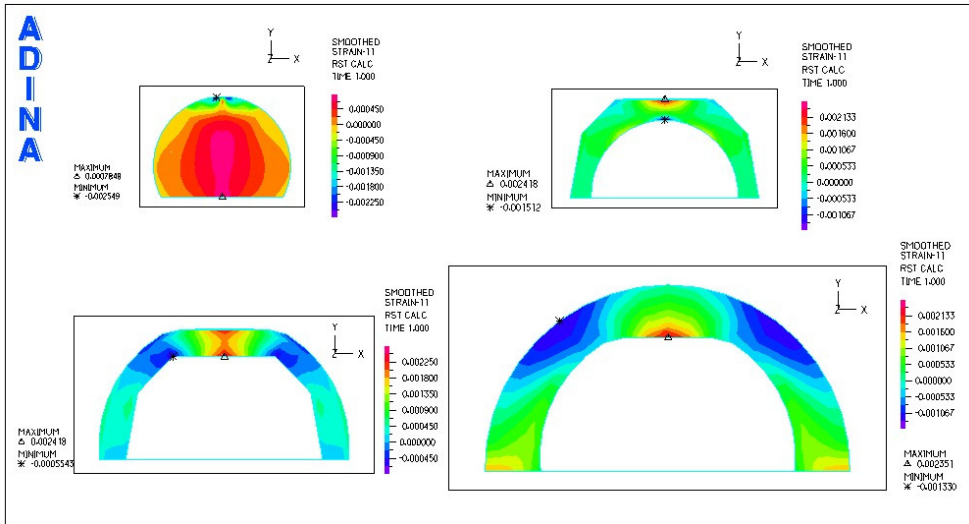 ADINA
Y
Z X
SMOOTHED
STRAIN-11
RST CALC
TIME 1.000
0.000450
0.000000
-0.000450
-0.000900
-0.001350
-0.001800
-0.002250
MAXIMUM
△ 0.0007848
MINIMUM
✳ -0.002549
Y
Z X
SMOOTHED
STRAIN-11
RST CALC
TIME 1.000
0.002133
0.001600
0.001067
0.000533
0.000000
-0.000533
-0.001067
MAXIMUM
△ 0.002418
MINIMUM
✳ -0.001512
SMOOTHED
STRAIN-11
RST CALC
TIME 1.000
Y
Z X
0.002250
0.001800
0.001350
0.000900
0.000450
0.000000
-0.000450
MAXIMUM
△ 0.002418
MINIMUM
✳ -0.0005543
SMOOTHED
STRAIN-11
RST CALC
TIME 1.000
Y
Z X
0.002133
0.001600
0.001067
0.000533
0.000000
-0.000533
-0.001067
MAXIMUM
△ 0.002351
MINIMUM
✳ -0.001330